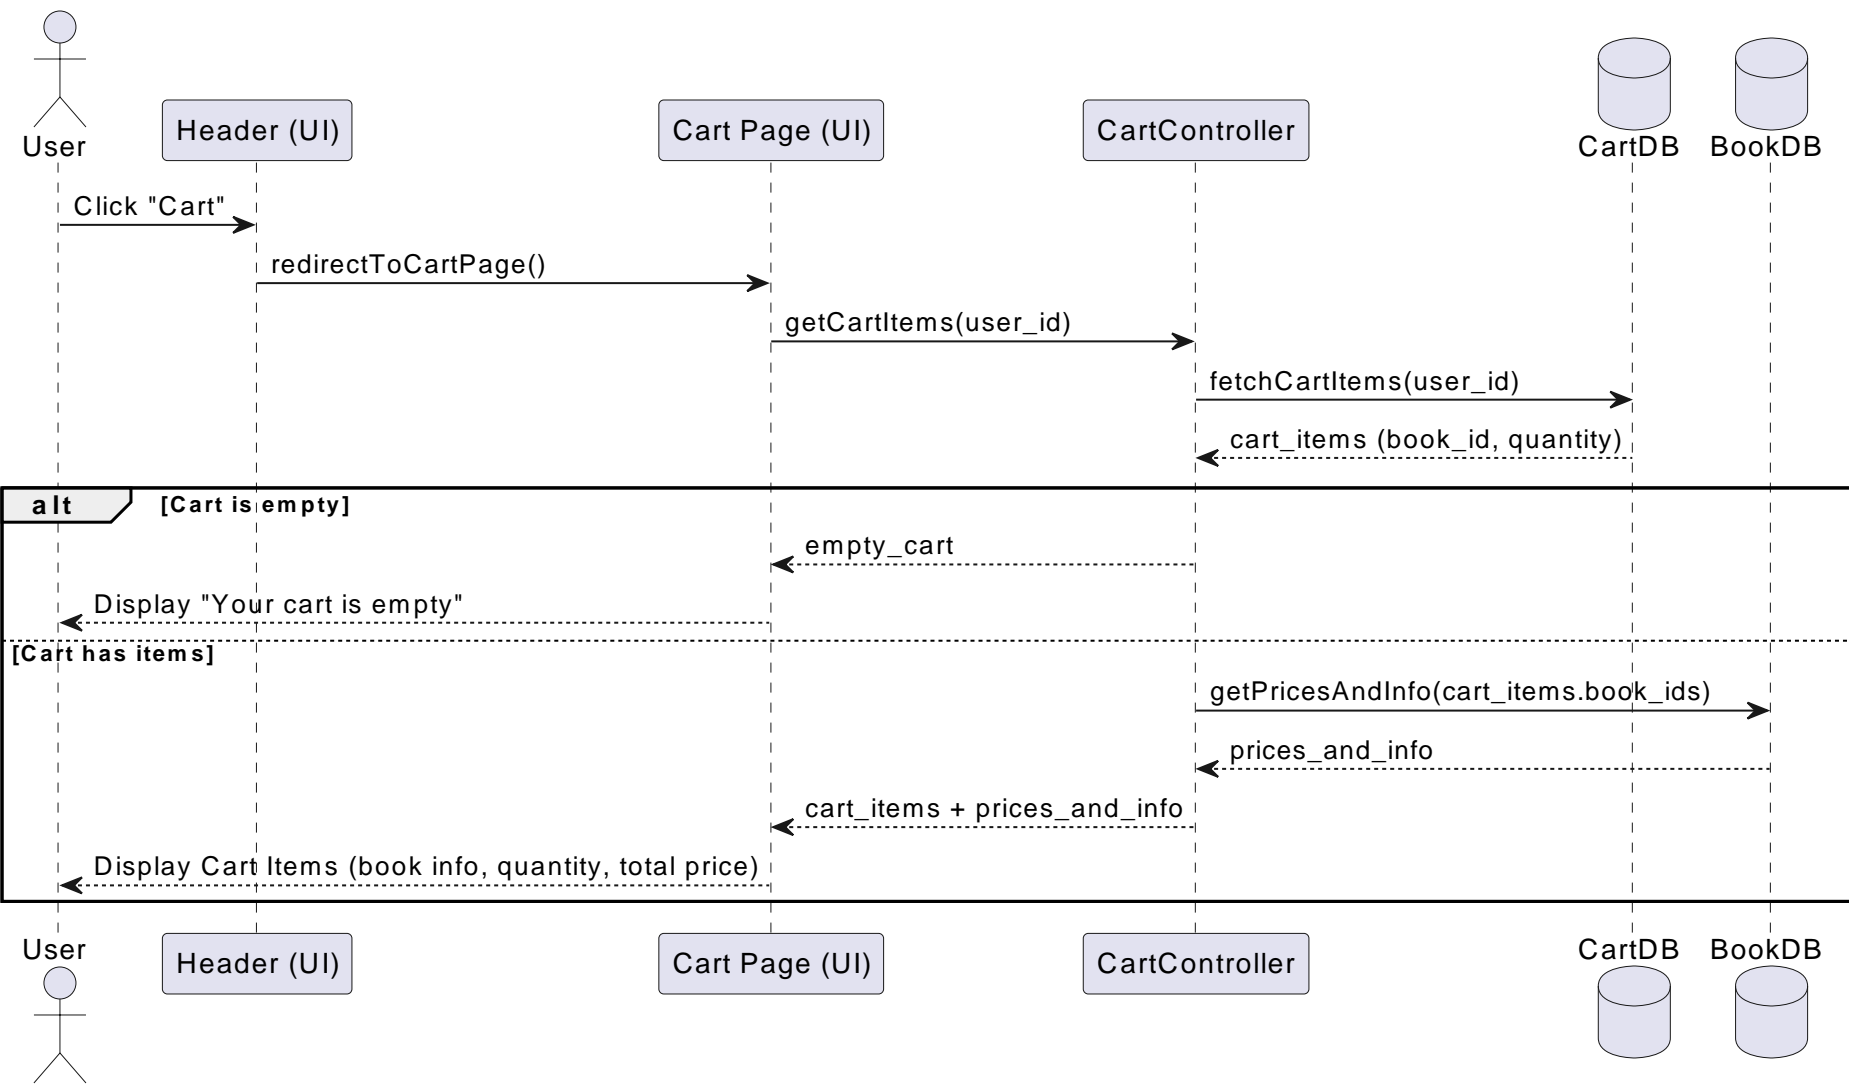 User
Header (UI)
Cart Page (UI)
CartController
CartDB
BookDB
Click "Cart"
redirectToCartPage()
getCartItems(user_id)
fetchCartItems(user_id)
cart_items (book_id, quantity)
alt
[Cart is empty]
empty_cart
Display "Your cart is empty"
[Cart has items]
getPricesAndInfo(cart_items.book_ids)
prices_and_info
cart_items + prices_and_info
Display Cart Items (book info, quantity, total price)
User
Header (UI)
Cart Page (UI)
CartController
CartDB
BookDB